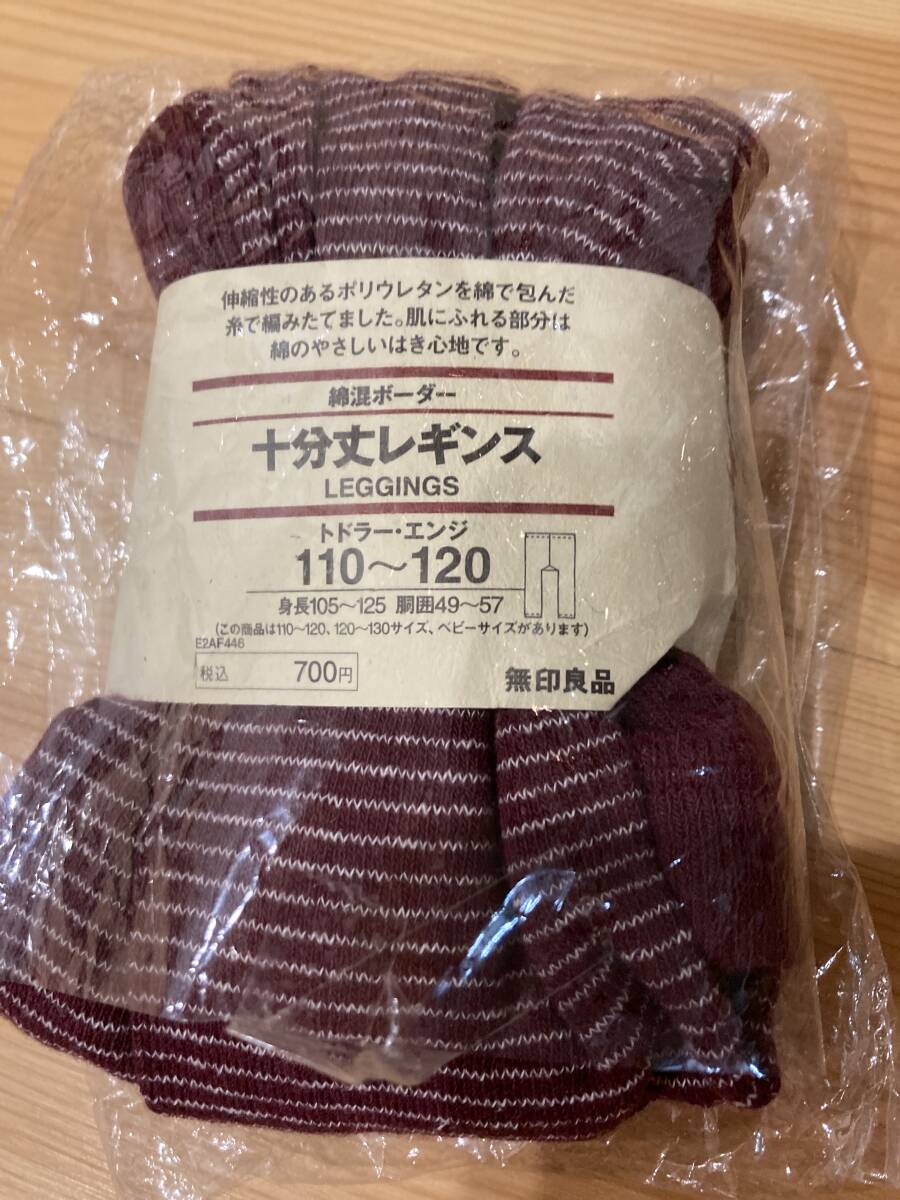 伸縮性のあるポリウレタンを綿で包んだ
糸で編みたてました。肌にふれる部分は
綿のやさしいはき心地です。
綿混ボーダー
十分丈レギンス
LEGGINGS
トドラー・エンジ
110〜120
身長105〜125 胴囲49〜57
(この商品は110〜120、120〜130サイズ、ベビーサイズがあります)
E2AF446
税込 700円
無印良品